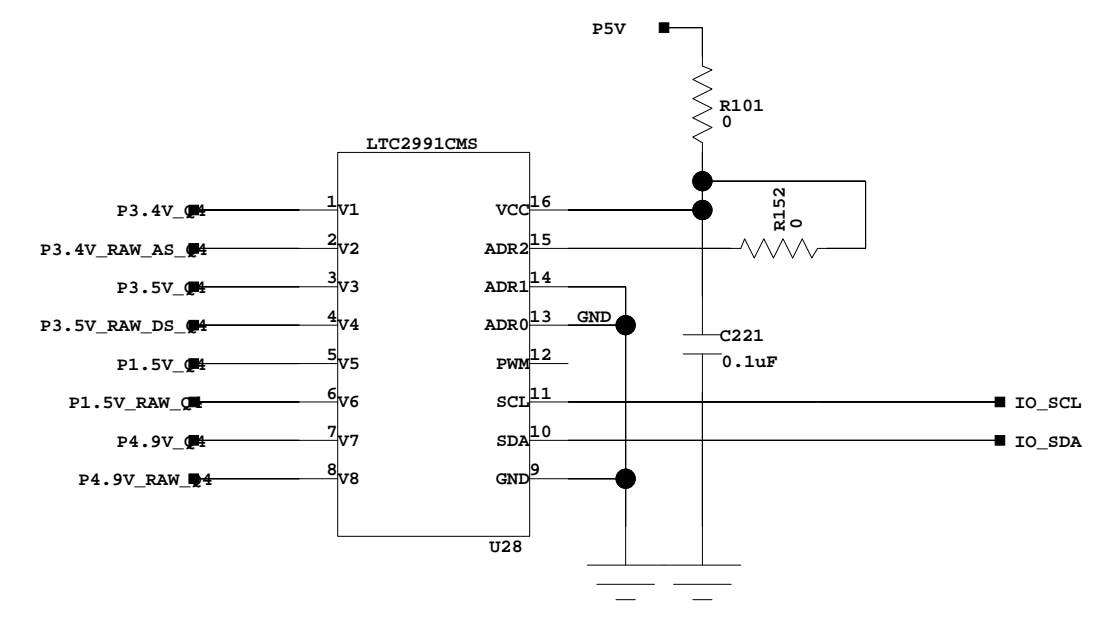 P5V
R101
0
LTC2991CMS
R152
0
P3.4V_Q4 1 V1 VCC 16
P3.4V_RAW_AS_Q4 2 V2 ADR2 15
P3.5V_Q4 3 V3 ADR1 14
P3.5V_RAW_DS_Q4 4 V4 ADR0 13 GND
C221
P1.5V_Q4 5 V5 PWM 12 0.1uF
P1.5V_RAW_Q4 6 V6 SCL 11 IO_SCL
P4.9V_Q4 7 V7 SDA 10 IO_SDA
P4.9V_RAW_Q4 8 V8 GND 9
U28